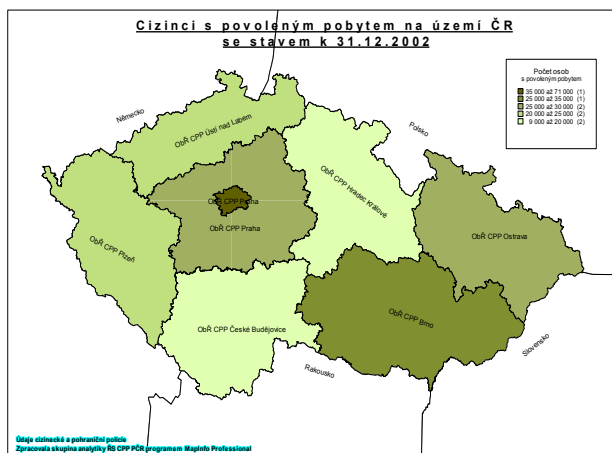 Cizinci s povoleným pobytem na území ČR
se stavem k 31.12.2002
Počet osob
s povoleným pobytem
35 000 až 71 000 (1)
25 000 až 35 000 (1)
25 000 až 30 000 (2)
20 000 až 25 000 (2)
9 000 až 20 000 (2)
Německo
Polsko
ObŘ CPP Ústí nad Labem
ObŘ CPP Hradec Králové
ObŘ CPP Praha
ObŘ CPP Praha
ObŘ CPP Plzeň
ObŘ CPP Ostrava
ObŘ CPP České Budějovice
ObŘ CPP Brno
Slovensko
Rakousko
Údaje cizinecké a pohraniční policie
Zpracovala skupina analytiky ŘS CPP PČR programem MapInfo Professional